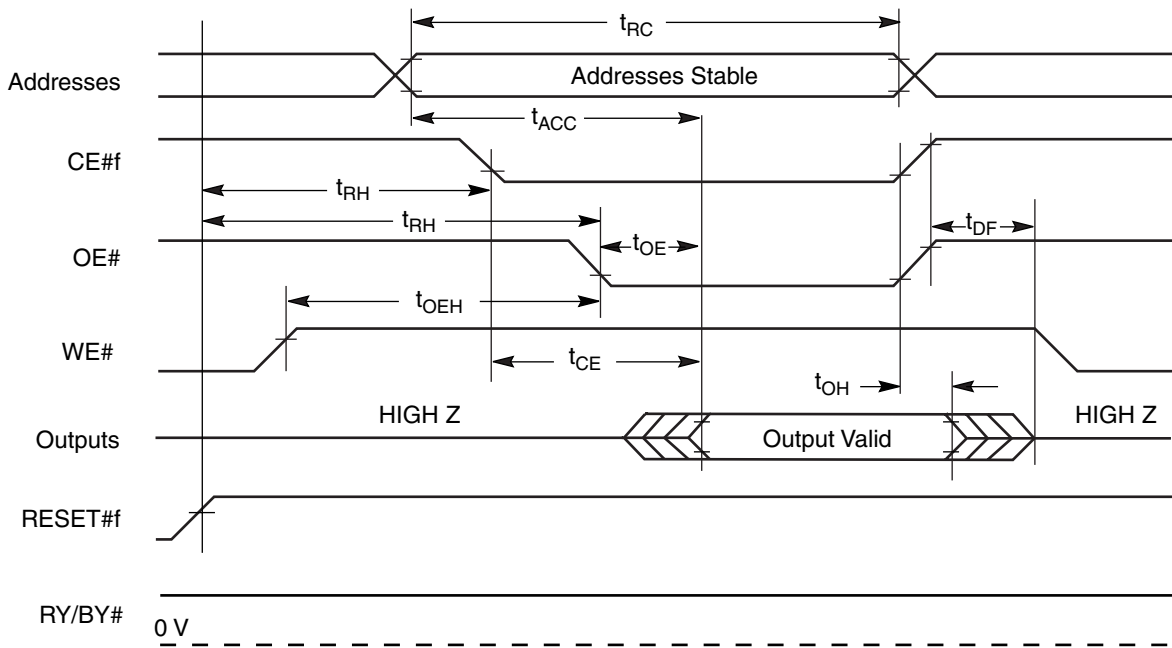 tRC
Addresses
Addresses Stable
tACC
CE#f
tRH
tRH
tDF
OE#
tOE
tOEH
WE#
tCE
tOH
HIGH Z
HIGH Z
Outputs
Output Valid
RESET#f
RY/BY#
0 V